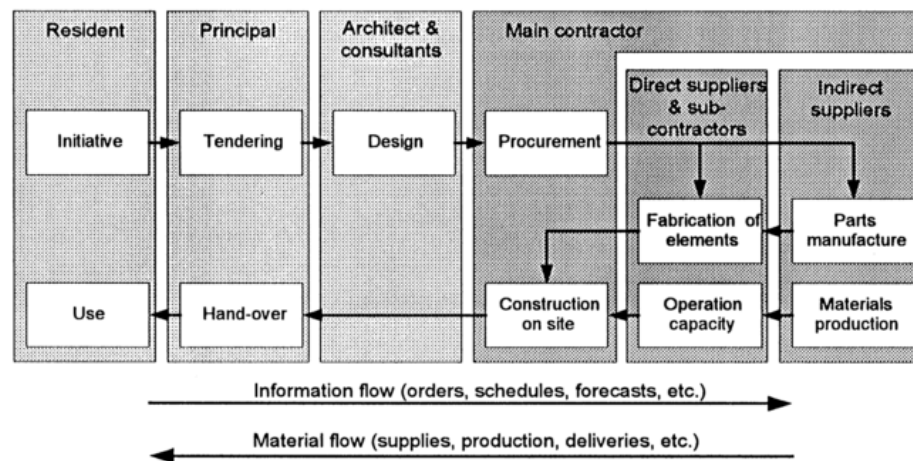 Resident
Principal
Architect &
consultants
Main contractor
Direct suppliers
& sub-
contractors
Indirect
suppliers
Initiative
Tendering
Design
Procurement
Fabrication of
elements
Parts
manufacture
Use
Hand-over
Construction
on site
Operation
capacity
Materials
production
Information flow (orders, schedules, forecasts, etc.)
Material flow (supplies, production, deliveries, etc.)